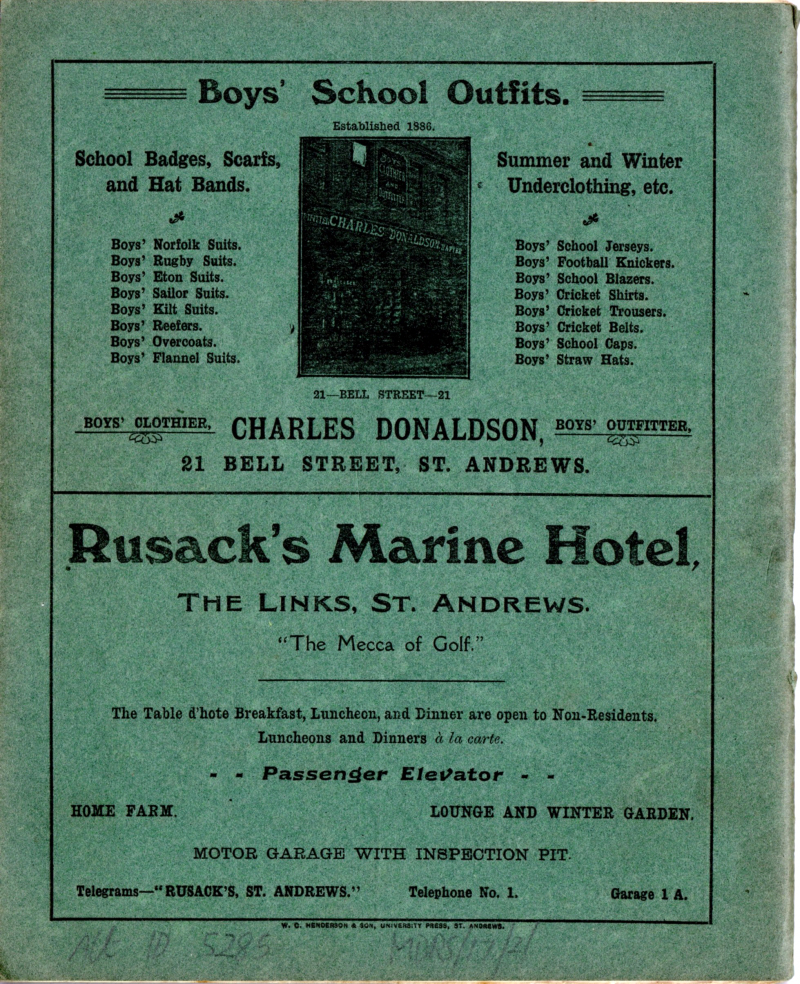 Boys' School Outfits.
Established 1886.
School Badges, Scarfs,
and Hat Bands.
Boys' Norfolk Suits.
Boys' Rugby Suits.
Boys' Eton Suits.
Boys' Sailor Suits.
Boys' Kilt Suits.
Boys' Reefers.
Boys' Overcoats.
Boys' Flannel Suits.
CHARLES DONALDSON
Summer and Winter
Underclothing, etc.
Boys' School Jerseys.
Boys' Football Knickers.
Boys' School Blazers.
Boys' Cricket Shirts.
Boys' Cricket Trousers.
Boys' Cricket Belts.
Boys' School Caps.
Boys' Straw Hats.
21—BELL STREET—21
BOYS' CLOTHIER, CHARLES DONALDSON, BOYS' OUTFITTER,
21 BELL STREET, ST. ANDREWS.
Rusack's Marine Hotel,
THE LINKS, ST. ANDREWS.
"The Mecca of Golf."
The Table d'hote Breakfast, Luncheon, and Dinner are open to Non-Residents.
Luncheons and Dinners à la carte.
- - Passenger Elevator - -
HOME FARM. LOUNGE AND WINTER GARDEN.
MOTOR GARAGE WITH INSPECTION PIT.
Telegrams—"RUSACK'S, ST. ANDREWS." Telephone No. 1. Garage 1 A.
W. C. HENDERSON & SON, UNIVERSITY PRESS, ST. ANDREWS.
5285